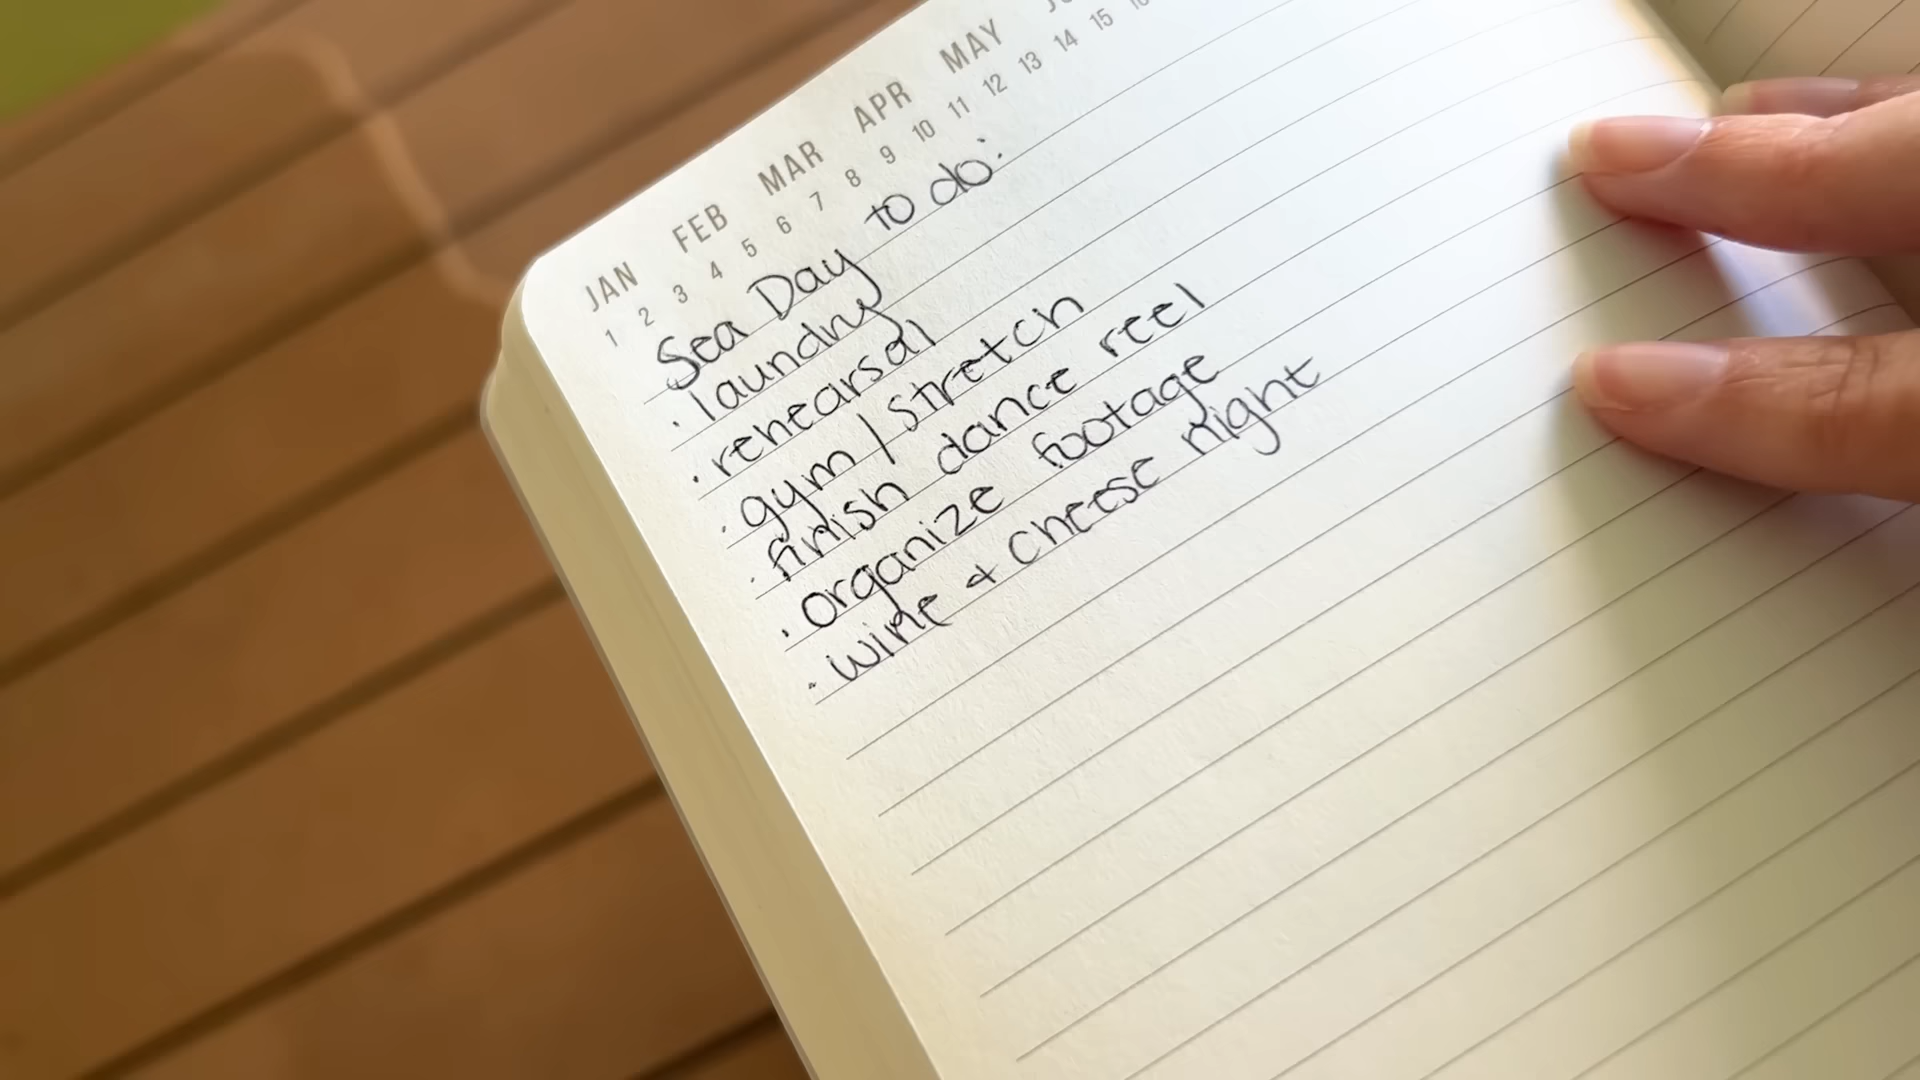 JAN FEB MAR APR MAY
1 2 3 4 5 6 7 8 9 10 11 12 13 14 15
Sea Day to do:
· laundry
· rehearsal
· gym / stretch
· finish dance reel
· organize footage
· wine & cheese night